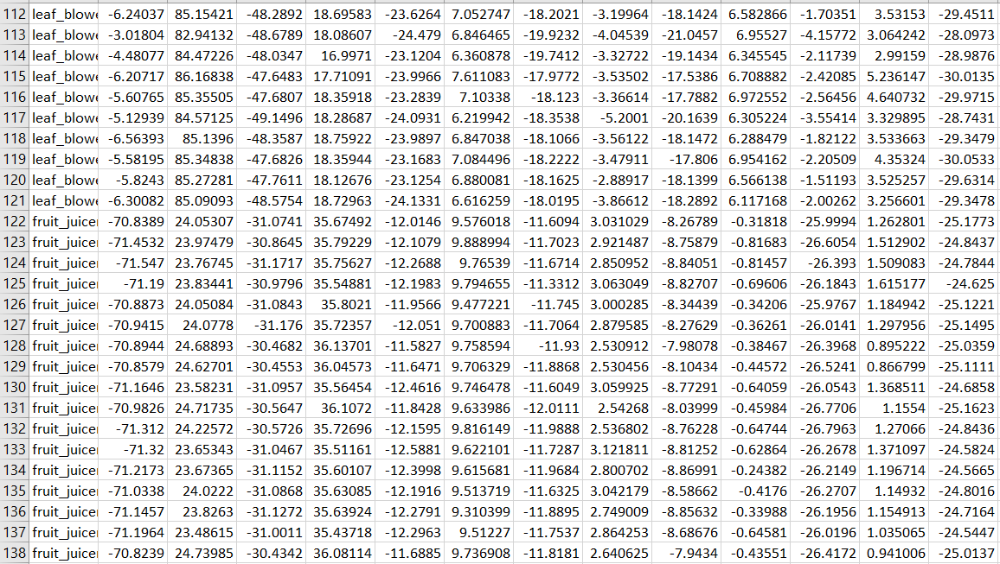 112 leaf_blowe -6.24037 85.15421 -48.2892 18.69583 -23.6264 7.052747 -18.2021 -3.19964 -18.1424 6.582866 -1.70351 3.53153 -29.4511
113 leaf_blowe -3.01804 82.94132 -48.6789 18.08607 -24.479 6.846465 -19.9232 -4.04539 -21.0457 6.95527 -4.15772 3.064242 -28.0973
114 leaf_blowe -4.48077 84.47226 -48.0347 16.9971 -23.1204 6.360878 -19.7412 -3.32722 -19.1434 6.345545 -2.11739 2.99159 -28.9876
115 leaf_blowe -6.20717 86.16838 -47.6483 17.71091 -23.9966 7.611083 -17.9772 -3.53502 -17.5386 6.708882 -2.42085 5.236147 -30.0135
116 leaf_blowe -5.60765 85.35505 -47.6807 18.35918 -23.2839 7.10338 -18.123 -3.36614 -17.7882 6.972552 -2.56456 4.640732 -29.9715
117 leaf_blowe -5.12939 84.57125 -49.1496 18.28687 -24.0931 6.219942 -18.3538 -5.2001 -20.1639 6.305224 -3.55414 3.329895 -28.7431
118 leaf_blowe -6.56393 85.1396 -48.3587 18.75922 -23.9897 6.847038 -18.1066 -3.56122 -18.1472 6.288479 -1.82122 3.533663 -29.3479
119 leaf_blowe -5.58195 85.34838 -47.6826 18.35944 -23.1683 7.084496 -18.2222 -3.47911 -17.806 6.954162 -2.20509 4.35324 -30.0533
120 leaf_blowe -5.8243 85.27281 -47.7611 18.12676 -23.1254 6.880081 -18.1625 -2.88917 -18.1399 6.566138 -1.51193 3.525257 -29.6314
121 leaf_blowe -6.30082 85.09093 -48.5754 18.72963 -24.1331 6.616259 -18.0195 -3.86612 -18.2892 6.117168 -2.00262 3.256601 -29.3478
122 fruit_juicer -70.8389 24.05307 -31.0741 35.67492 -12.0146 9.576018 -11.6094 3.031029 -8.26789 -0.31818 -25.9994 1.262801 -25.1773
123 fruit_juicer -71.4532 23.97479 -30.8645 35.79229 -12.1079 9.888994 -11.7023 2.921487 -8.75879 -0.81683 -26.6054 1.512902 -24.8437
124 fruit_juicer -71.547 23.76745 -31.1717 35.75627 -12.2688 9.76539 -11.6714 2.850952 -8.84051 -0.81457 -26.393 1.509083 -24.7844
125 fruit_juicer -71.19 23.83441 -30.9796 35.54881 -12.1983 9.794655 -11.3312 3.063049 -8.82707 -0.69606 -26.1843 1.615177 -24.625
126 fruit_juicer -70.8873 24.05084 -31.0843 35.8021 -11.9566 9.477221 -11.745 3.000285 -8.34439 -0.34206 -25.9767 1.184942 -25.1221
127 fruit_juicer -70.9415 24.0778 -31.176 35.72357 -12.051 9.700883 -11.7064 2.879585 -8.27629 -0.36261 -26.0141 1.297956 -25.1495
128 fruit_juicer -70.8944 24.68893 -30.4682 36.13701 -11.5827 9.758594 -11.93 2.530912 -7.98078 -0.38467 -26.3968 0.895222 -25.0359
129 fruit_juicer -70.8579 24.62701 -30.4553 36.04573 -11.6471 9.706329 -11.8868 2.530456 -8.10434 -0.44572 -26.5241 0.866799 -25.1111
130 fruit_juicer -71.1646 23.58231 -31.0957 35.56454 -12.4616 9.746478 -11.6049 3.059925 -8.77291 -0.64059 -26.0543 1.368511 -24.6858
131 fruit_juicer -70.9826 24.71735 -30.5647 36.1072 -11.8428 9.633986 -12.0111 2.54268 -8.03999 -0.45984 -26.7706 1.1554 -25.1623
132 fruit_juicer -71.312 24.22572 -30.5726 35.72696 -12.1595 9.816149 -11.9888 2.536802 -8.76228 -0.64744 -26.7963 1.27066 -24.8436
133 fruit_juicer -71.32 23.65343 -31.0467 35.51161 -12.5881 9.622101 -11.7287 3.121811 -8.81252 -0.62864 -26.2678 1.371097 -24.5824
134 fruit_juicer -71.2173 23.67365 -31.1152 35.60107 -12.3998 9.615681 -11.9684 2.800702 -8.86991 -0.24382 -26.2149 1.196714 -24.5665
135 fruit_juicer -71.0338 24.0222 -31.0868 35.63085 -12.1916 9.513719 -11.6325 3.042179 -8.58662 -0.4176 -26.2707 1.14932 -24.8016
136 fruit_juicer -71.1457 23.8263 -31.1272 35.63924 -12.2791 9.310399 -11.8895 2.749009 -8.85632 -0.33988 -26.1956 1.154913 -24.7164
137 fruit_juicer -71.1964 23.48615 -31.0011 35.43718 -12.2963 9.51227 -11.7537 2.864253 -8.68676 -0.64581 -26.0196 1.035065 -24.5447
138 fruit_juicer -70.8239 24.73985 -30.4342 36.08114 -11.6885 9.736908 -11.8181 2.640625 -7.9434 -0.43551 -26.4172 0.941006 -25.0137